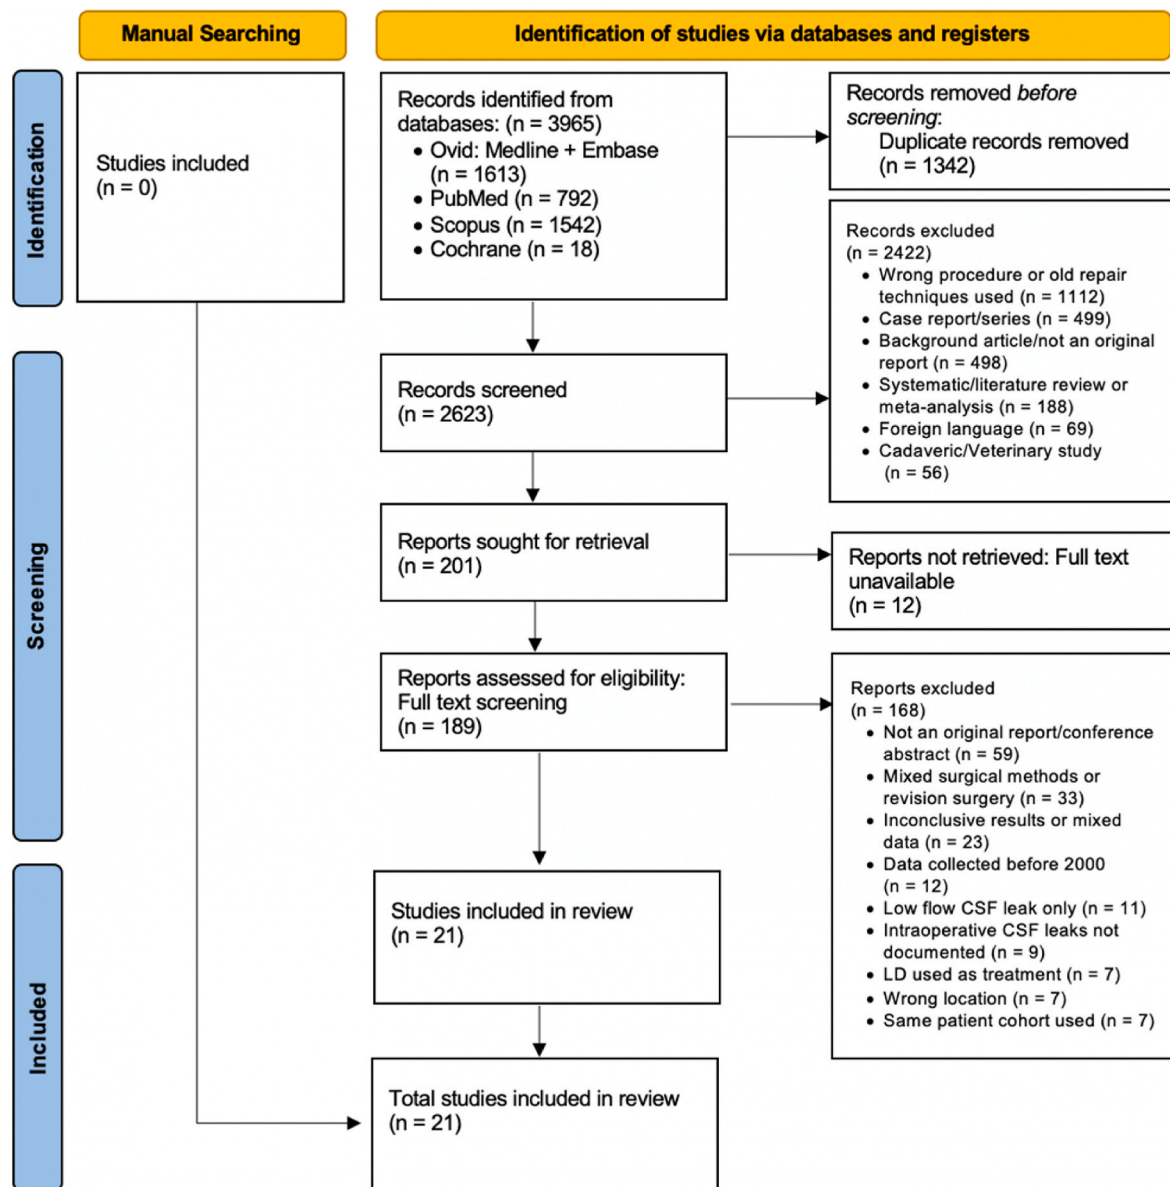 Manual Searching
Identification of studies via databases and registers
Identification
Studies included
(n = 0)
Records identified from
databases: (n = 3965)
• Ovid: Medline + Embase
(n = 1613)
• PubMed (n = 792)
• Scopus (n = 1542)
• Cochrane (n = 18)
Records removed before
screening:
Duplicate records removed
(n = 1342)
Screening
Records screened
(n = 2623)
Records excluded
(n = 2422)
• Wrong procedure or old repair
techniques used (n = 1112)
• Case report/series (n = 499)
• Background article/not an original
report (n = 498)
• Systematic/literature review or
meta-analysis (n = 188)
• Foreign language (n = 69)
• Cadaveric/Veterinary study
(n = 56)
Reports sought for retrieval
(n = 201)
Reports not retrieved: Full text
unavailable
(n = 12)
Reports assessed for eligibility:
Full text screening
(n = 189)
Reports excluded
(n = 168)
• Not an original report/conference
abstract (n = 59)
• Mixed surgical methods or
revision surgery (n = 33)
• Inconclusive results or mixed
data (n = 23)
• Data collected before 2000
(n = 12)
• Low flow CSF leak only (n = 11)
• Intraoperative CSF leaks not
documented (n = 9)
• LD used as treatment (n = 7)
• Wrong location (n = 7)
• Same patient cohort used (n = 7)
Included
Studies included in review
(n = 21)
Total studies included in review
(n = 21)